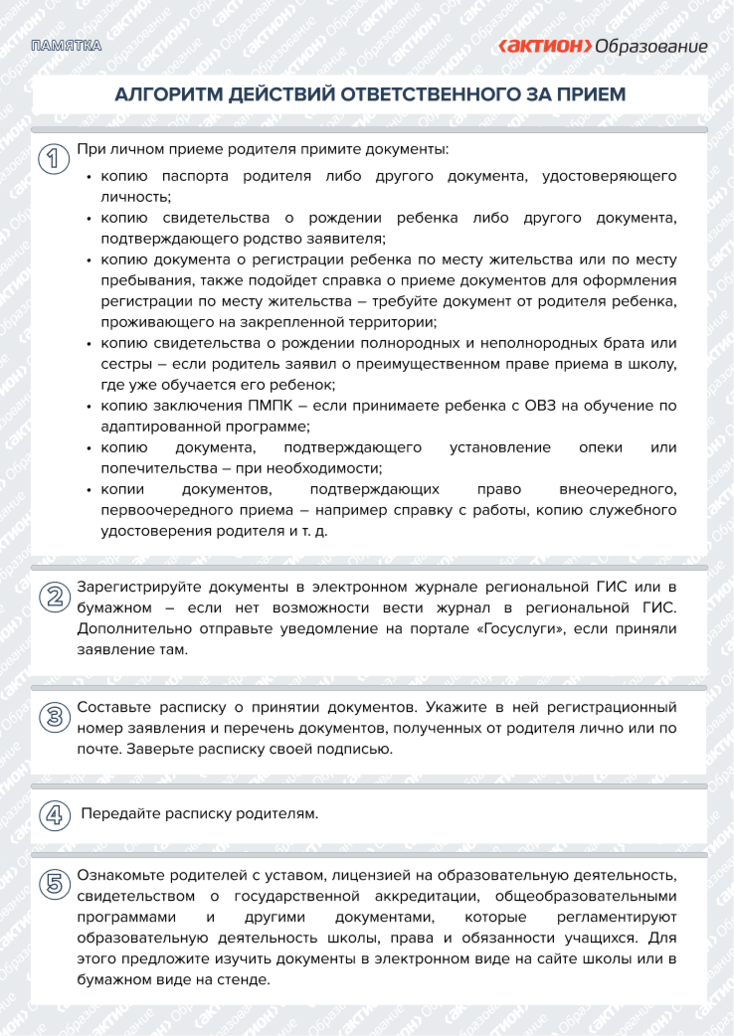 ПАМЯТКА
актион Образование
АЛГОРИТМ ДЕЙСТВИЙ ОТВЕТСТВЕННОГО ЗА ПРИЕМ
1
При личном приеме родителя примите документы:
• копию паспорта родителя либо другого документа, удостоверяющего
личность;
• копию свидетельства о рождении ребенка либо другого документа,
подтверждающего родство заявителя;
• копию документа о регистрации ребенка по месту жительства или по месту
пребывания, также подойдет справка о приеме документов для оформления
регистрации по месту жительства – требуйте документ от родителя ребенка,
проживающего на закрепленной территории;
• копию свидетельства о рождении полнородных и неполнородных брата или
сестры – если родитель заявил о преимущественном праве приема в школу,
где уже обучается его ребенок;
• копию заключения ПМПК – если принимаете ребенка с ОВЗ на обучение по
адаптированной программе;
• копию документа, подтверждающего установление опеки или
попечительства – при необходимости;
• копии документов, подтверждающих право внеочередного,
первоочередного приема – например справку с работы, копию служебного
удостоверения родителя и т. д.
2
Зарегистрируйте документы в электронном журнале региональной ГИС или в
бумажном – если нет возможности вести журнал в региональной ГИС.
Дополнительно отправьте уведомление на портале «Госуслуги», если приняли
заявление там.
3
Составьте расписку о принятии документов. Укажите в ней регистрационный
номер заявления и перечень документов, полученных от родителя лично или по
почте. Заверьте расписку своей подписью.
4
Передайте расписку родителям.
5
Ознакомьте родителей с уставом, лицензией на образовательную деятельность,
свидетельством о государственной аккредитации, общеобразовательными
программами и другими документами, которые регламентируют
образовательную деятельность школы, права и обязанности учащихся. Для
этого предложите изучить документы в электронном виде на сайте школы или в
бумажном виде на стенде.